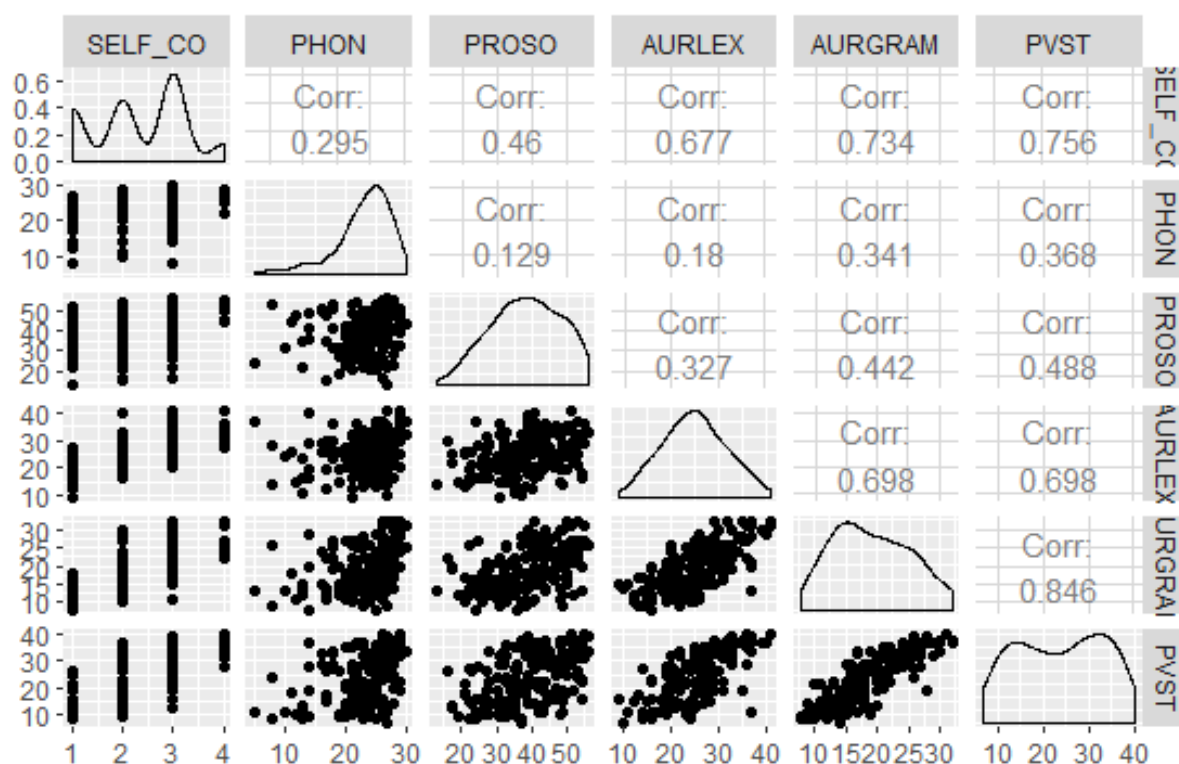 SELF_CO PHON PROSO AURLEX AURGRAM PVST
0.6
Corr: Corr: Corr: Corr: Corr:
0.4
0.2
0.295 0.46 0.677 0.734 0.756
0.0
SELF_CO
30
Corr: Corr: Corr: Corr:
20
0.129 0.18 0.341 0.368
10
PHON
50
Corr: Corr: Corr:
40
30
0.327 0.442 0.488
20
PROSO
40
Corr: Corr:
30
20
0.698 0.698
10
AURLEX
30
25
Corr:
20
15
0.846
10
URGRAI
40
30
20
10
PVST
1 2 3 4 10 20 30 20 30 40 50 10 20 30 40 10 15 20 25 30 10 20 30 40